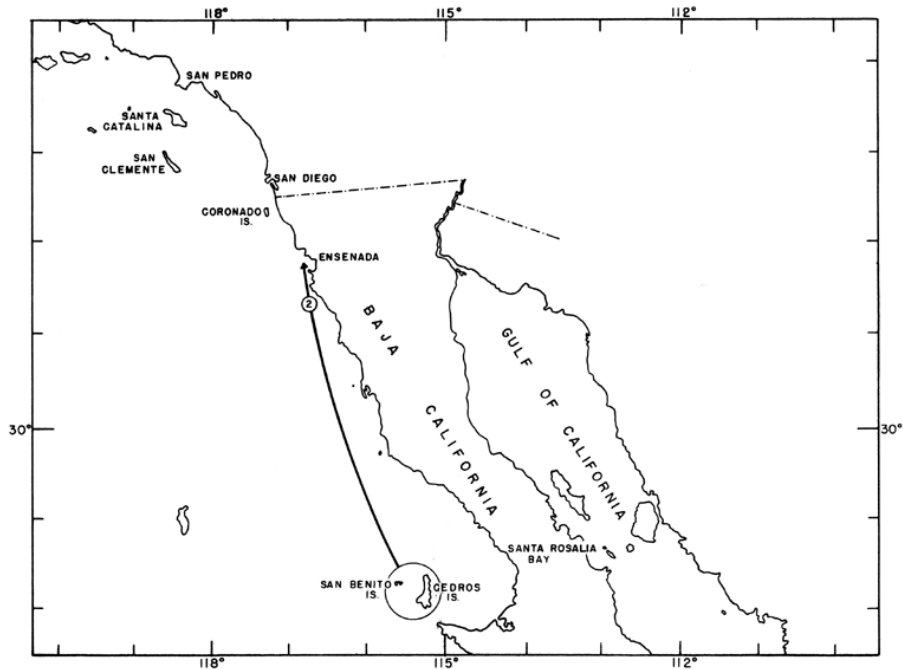 118°
115°
112°
SAN PEDRO
SANTA
CATALINA
SAN
CLEMENTE
SAN DIEGO
CORONADO
IS.
ENSENADA
2
BAJA
CALIFORNIA
GULF OF CALIFORNIA
30°
30°
SANTA ROSALIA
BAY
SAN BENITO
IS.
CEDROS
IS.
118°
115°
112°